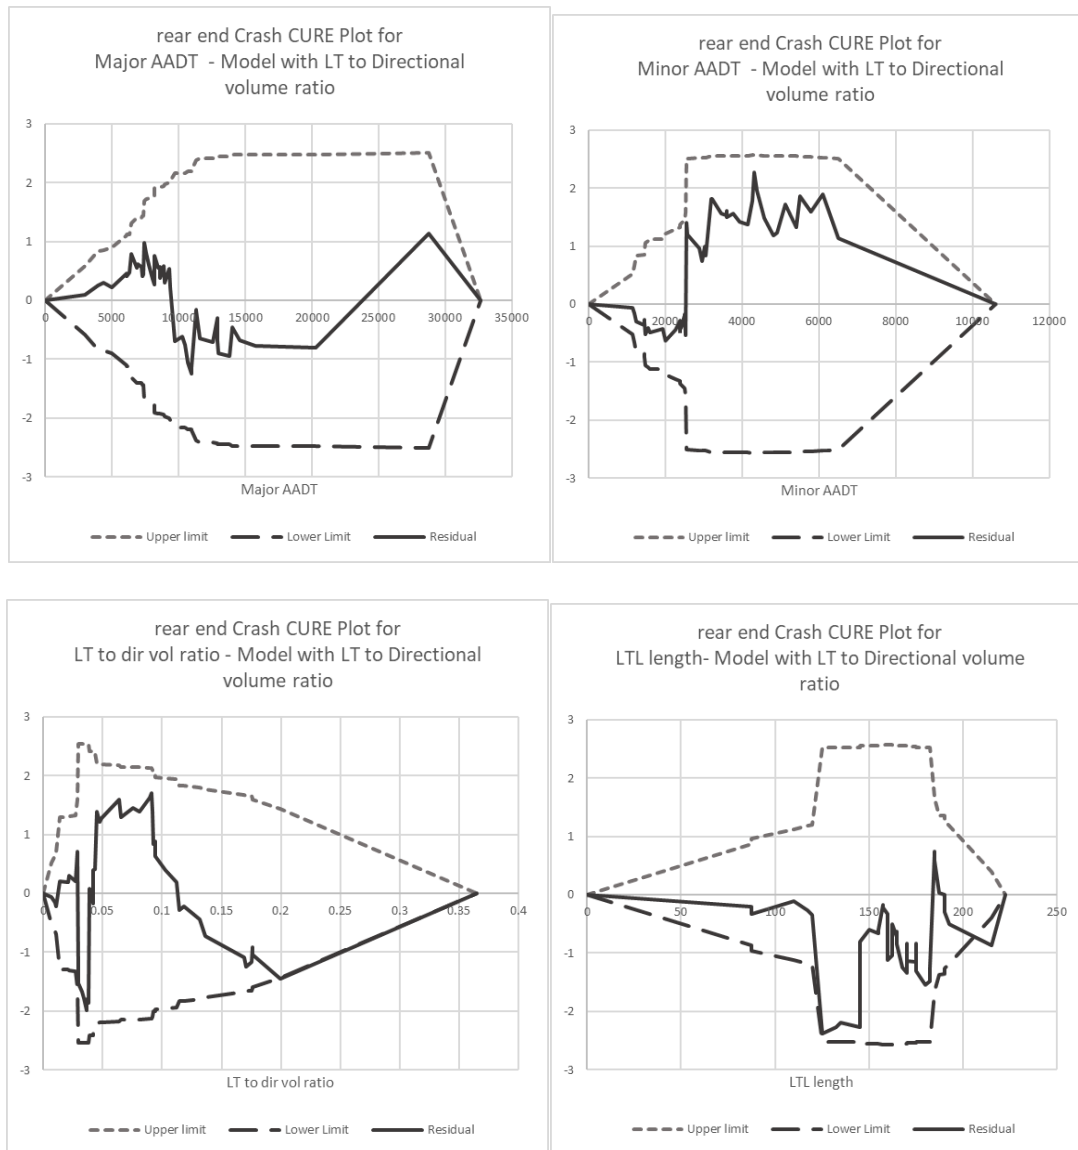 rear end Crash CURE Plot for
Major AADT - Model with LT to Directional
volume ratio
3
2
1
0
-1
-2
-3
0
5000
10000
15000
20000
25000
30000
35000
Major AADT
Upper limit
Lower Limit
Residual
rear end Crash CURE Plot for
Minor AADT - Model with LT to Directional
volume ratio
3
2
1
0
-1
-2
-3
0
2000
4000
6000
8000
10000
12000
Minor AADT
Upper limit
Lower Limit
Residual
rear end Crash CURE Plot for
LT to dir vol ratio - Model with LT to Directional
volume ratio
3
2
1
0
-1
-2
-3
0
0.05
0.1
0.15
0.2
0.25
0.3
0.35
0.4
LT to dir vol ratio
Upper limit
Lower Limit
Residual
rear end Crash CURE Plot for
LTL length- Model with LT to Directional volume
ratio
3
2
1
0
-1
-2
-3
0
50
100
150
200
250
LTL length
Upper limit
Lower Limit
Residual